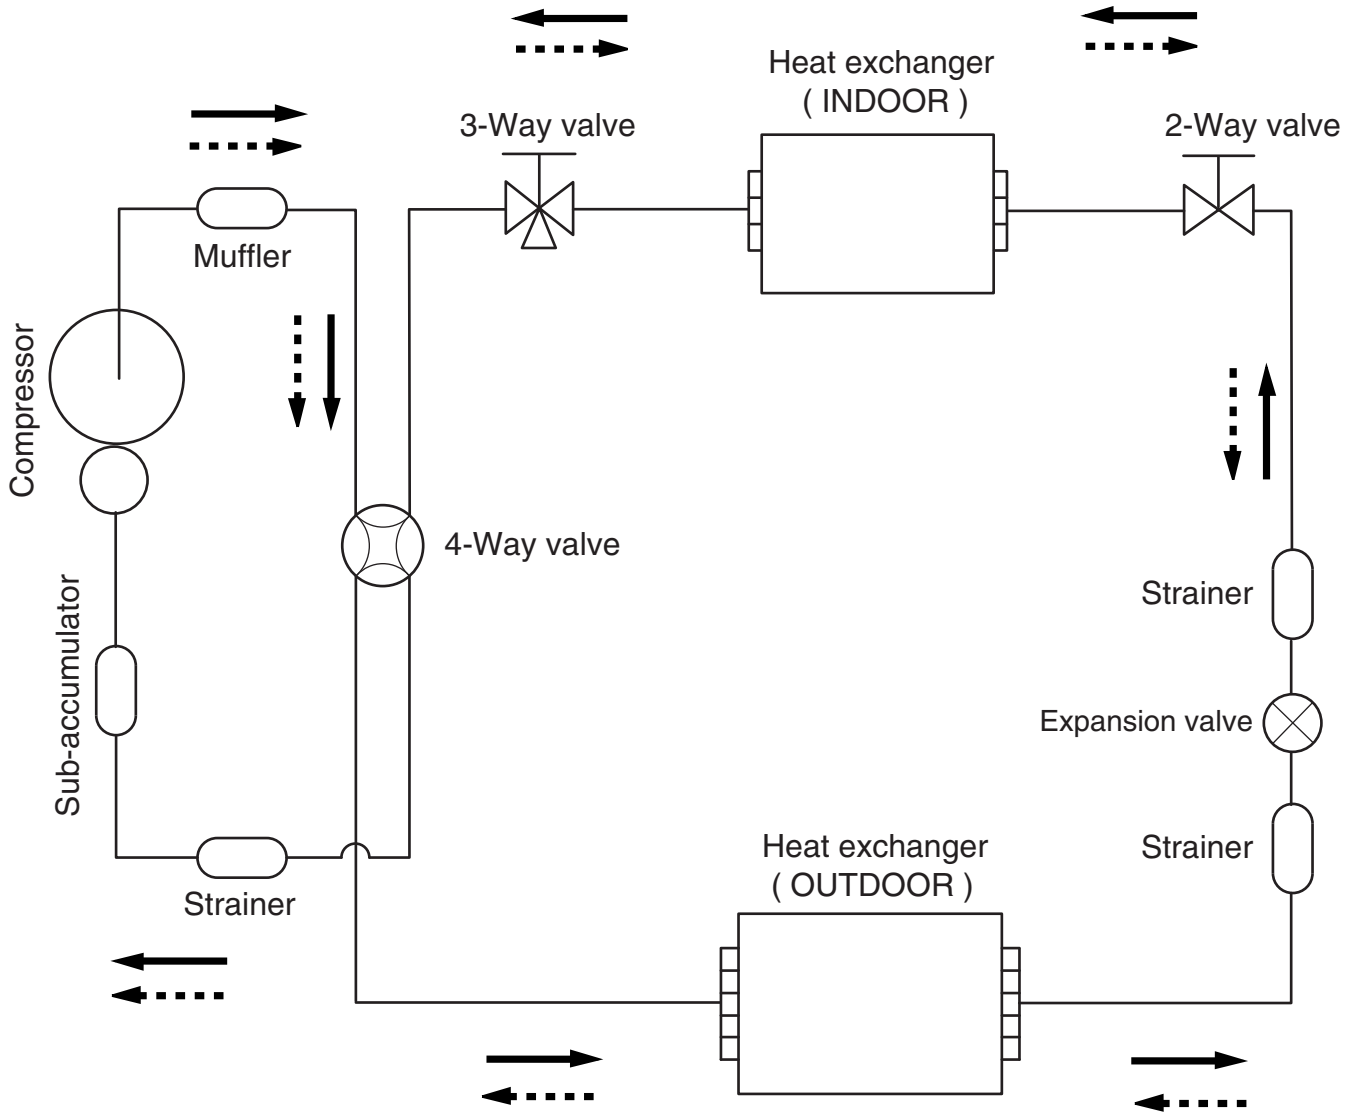 Heat exchanger
( INDOOR )
3-Way valve
2-Way valve
Muffler
Compressor
4-Way valve
Strainer
Sub-accumulator
Expansion valve
Heat exchanger
( OUTDOOR )
Strainer
Strainer